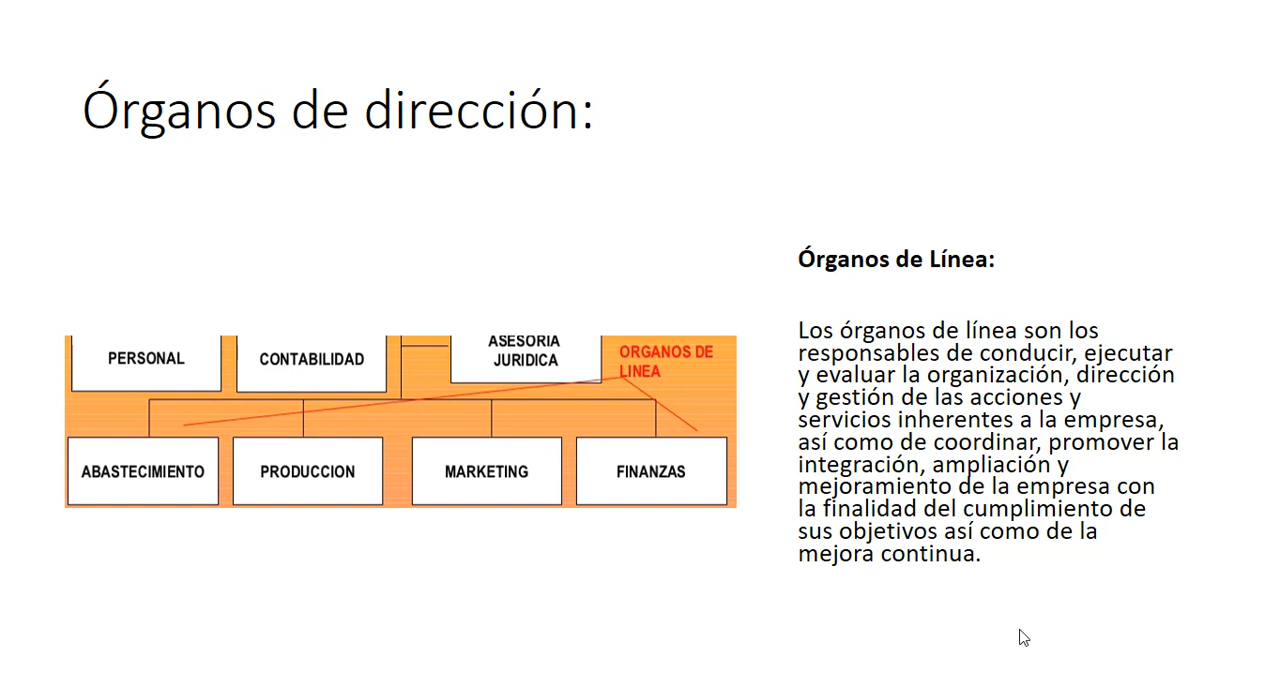 Órganos de dirección:
PERSONAL
CONTABILIDAD
ASESORIA
JURIDICA
ORGANOS DE
LINEA
ABASTECIMIENTO
PRODUCCION
MARKETING
FINANZAS
Órganos de Línea:
Los órganos de línea son los
responsables de conducir, ejecutar
y evaluar la organización, dirección
y gestión de las acciones y
servicios inherentes a la empresa,
así como de coordinar, promover la
integración, ampliación y
mejoramiento de la empresa con
la finalidad del cumplimiento de
sus objetivos así como de la
mejora continua.